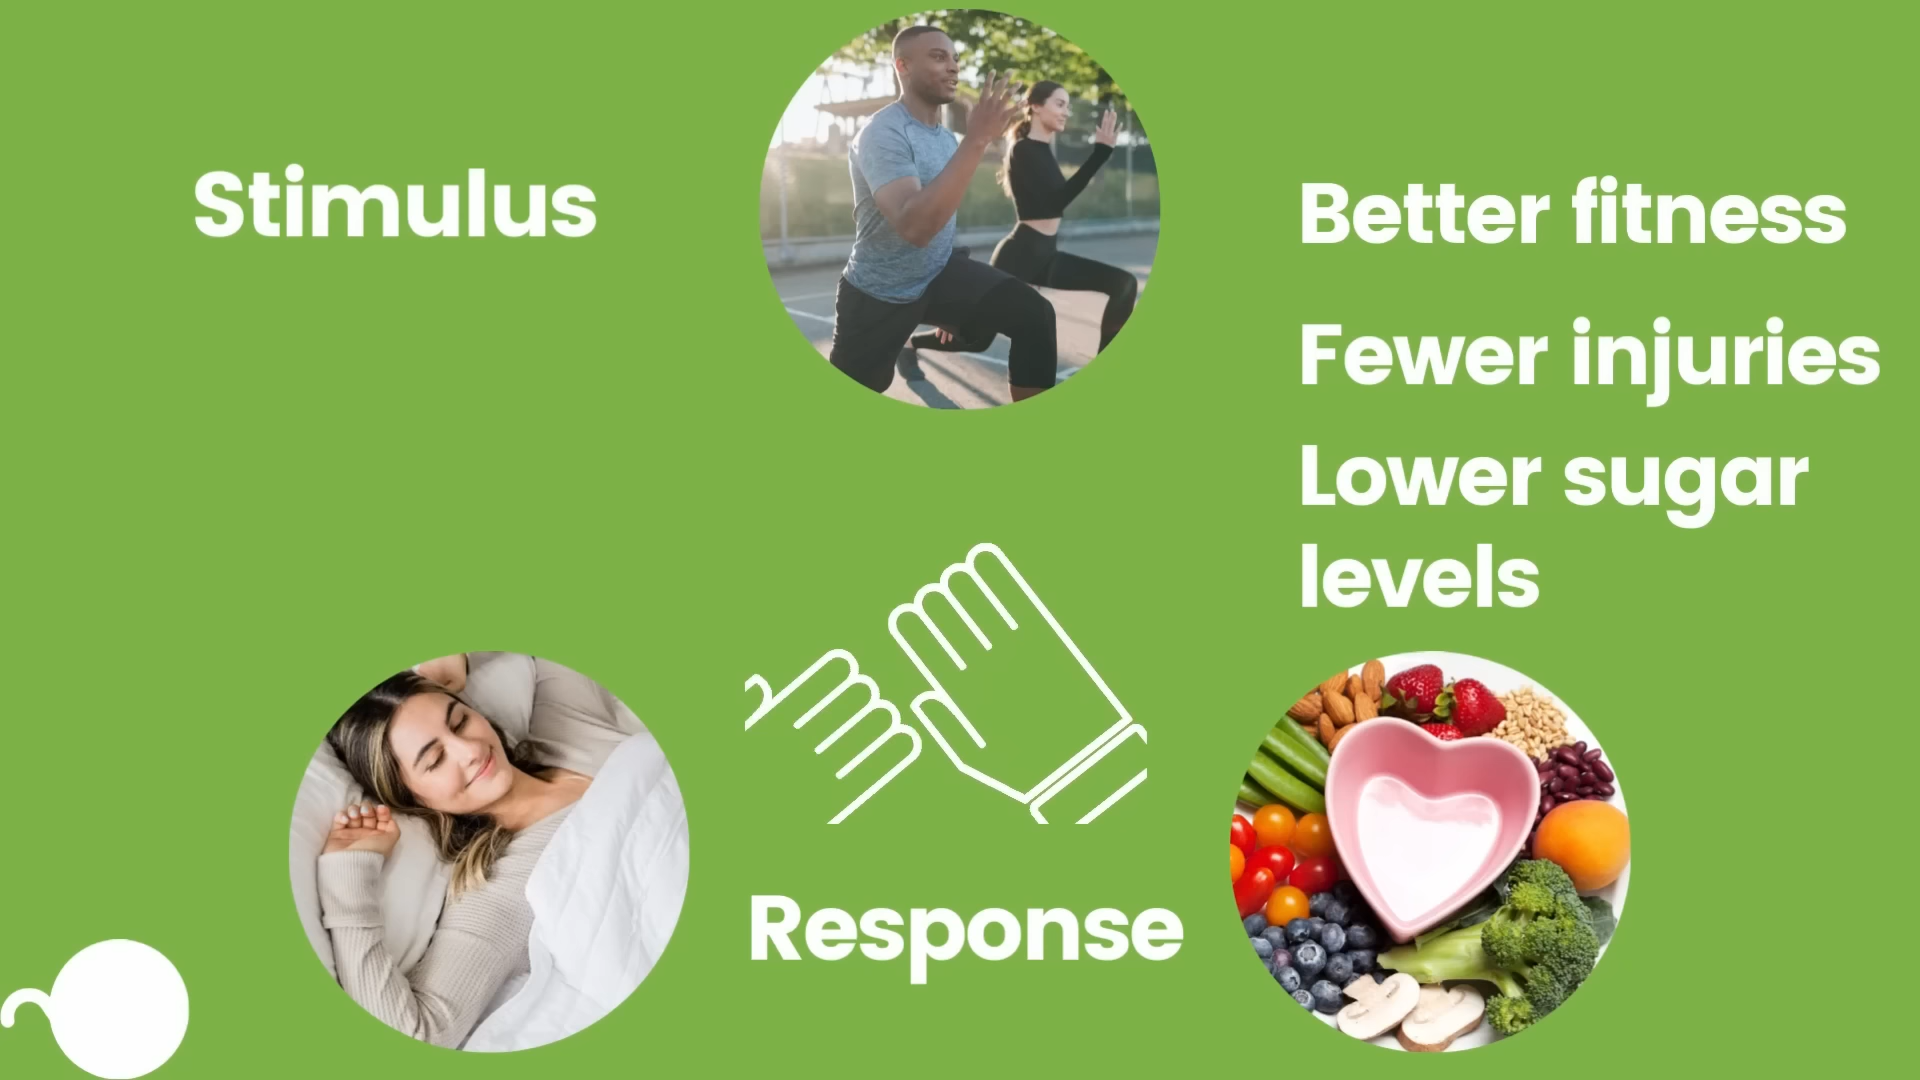 Stimulus
Better fitness
Fewer injuries
Lower sugar
levels
Response